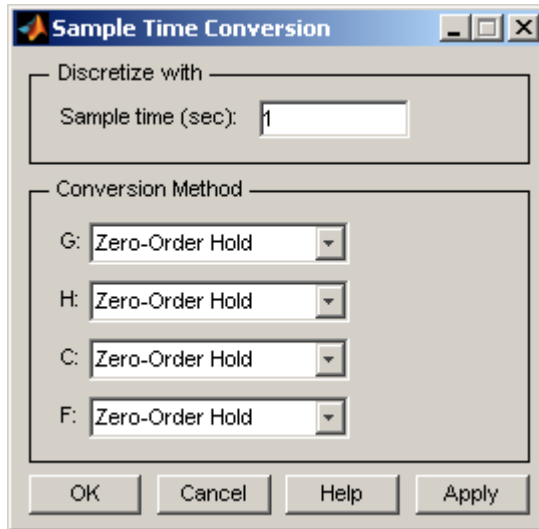 Sample Time Conversion
Discretize with
Sample time (sec): 1
Conversion Method
G: Zero-Order Hold
H: Zero-Order Hold
C: Zero-Order Hold
F: Zero-Order Hold
OK Cancel Help Apply